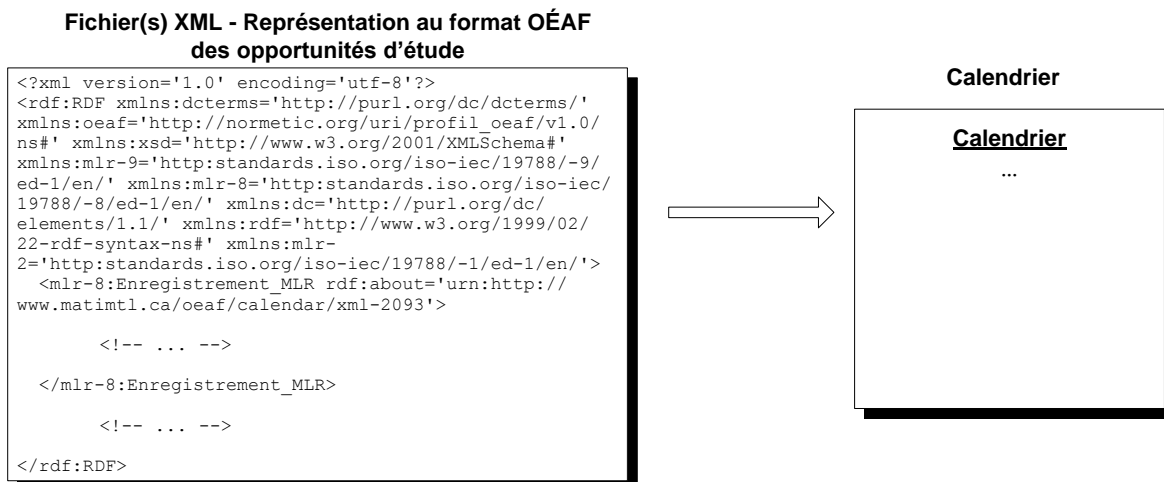 Fichier(s) XML - Représentation au format OÉAF
des opportunités d'étude
<?xml version='1.0' encoding='utf-8'?>
<rdf:RDF xmlns:dcterms='http://purl.org/dc/dcterms/'
xmlns:oeaf='http://normetic.org/uri/profil_oeaf/v1.0/
ns#' xmlns:xsd='http://www.w3.org/2001/XMLSchema#'
xmlns:mlr-9='http:standards.iso.org/iso-iec/19788/-9/
ed-1/en/' xmlns:mlr-8='http:standards.iso.org/iso-iec/
19788/-8/ed-1/en/' xmlns:dc='http://purl.org/dc/
elements/1.1/' xmlns:rdf='http://www.w3.org/1999/02/
22-rdf-syntax-ns#' xmlns:mlr-
2='http:standards.iso.org/iso-iec/19788/-1/ed-1/en/'>
<mlr-8:Enregistrement_MLR rdf:about='urn:http://
www.matimtl.ca/oeaf/calendar/xml-2093'>
<!-- ... -->
</mlr-8:Enregistrement_MLR>
<!-- ... -->
</rdf:RDF>
Calendrier
Calendrier
...